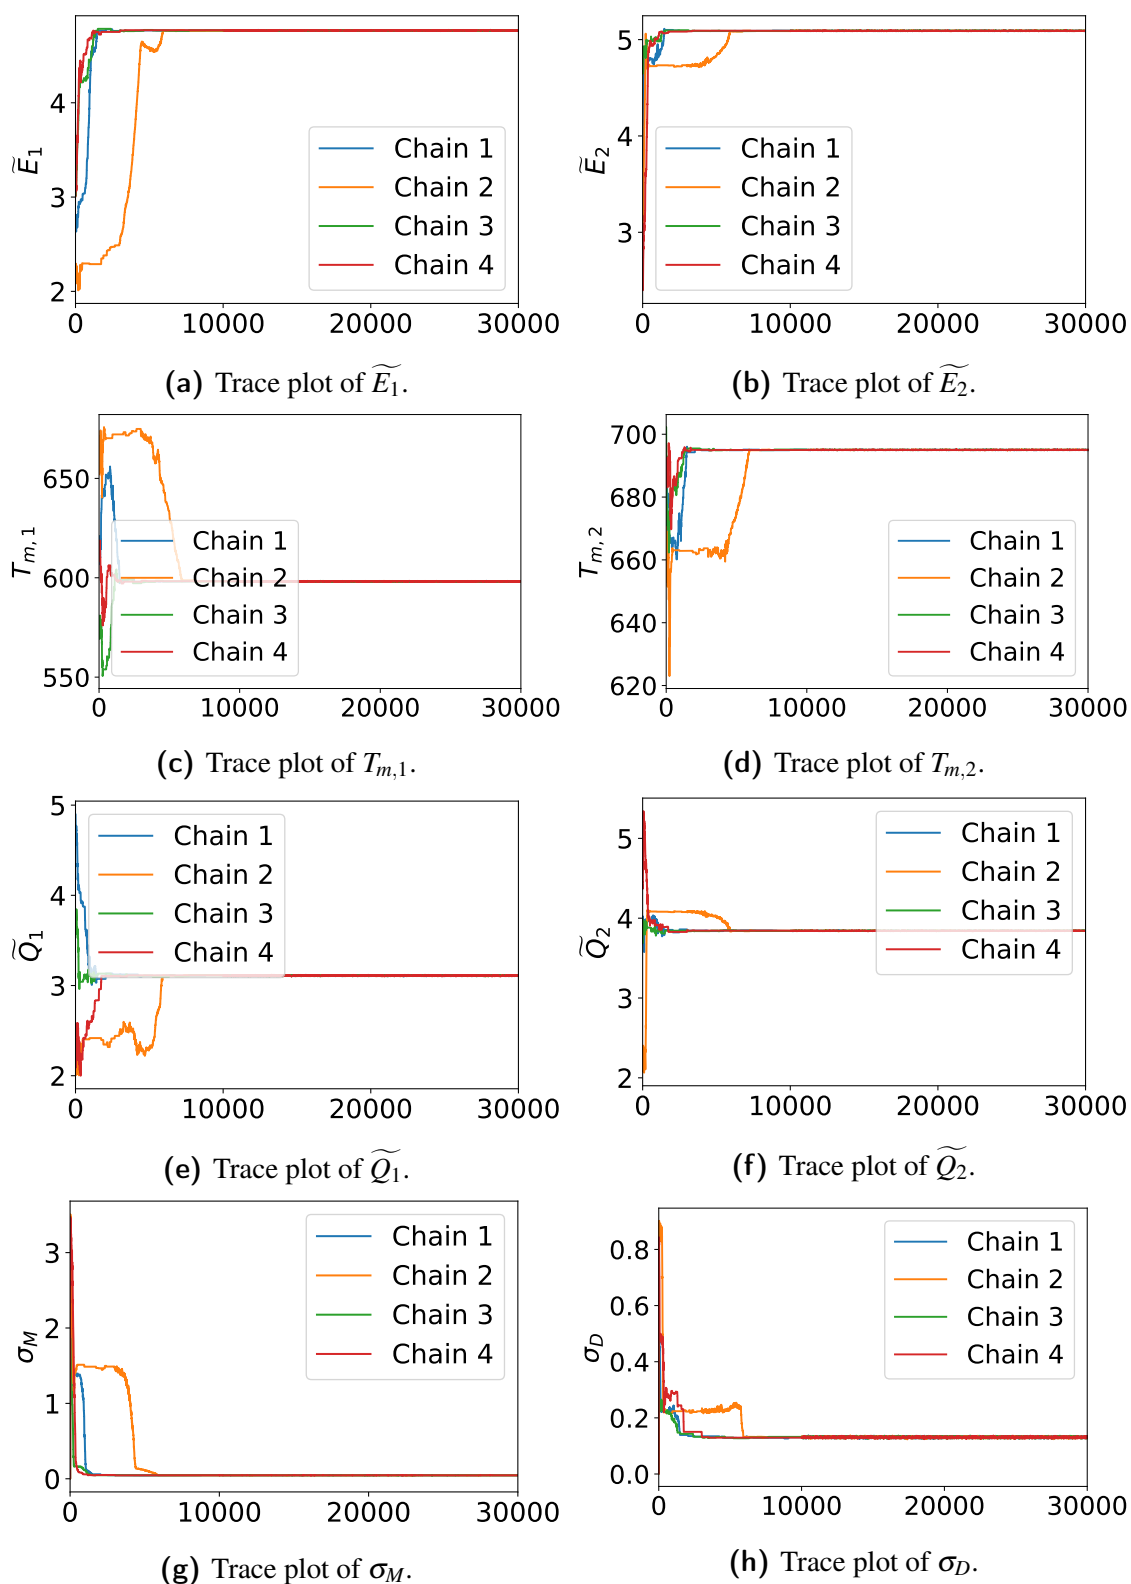 4
3
2
Ẽ₁
Chain 1
Chain 2
Chain 3
Chain 4
0 10000 20000 30000
(a) Trace plot of Ẽ₁.
5
4
3
Ẽ₂
Chain 1
Chain 2
Chain 3
Chain 4
0 10000 20000 30000
(b) Trace plot of Ẽ₂.
650
600
550
Tₘ,₁
Chain 1
Chain 2
Chain 3
Chain 4
0 10000 20000 30000
(c) Trace plot of Tₘ,₁.
700
680
660
640
620
Tₘ,₂
Chain 1
Chain 2
Chain 3
Chain 4
0 10000 20000 30000
(d) Trace plot of Tₘ,₂.
5
4
3
2
Q̃₁
Chain 1
Chain 2
Chain 3
Chain 4
0 10000 20000 30000
(e) Trace plot of Q̃₁.
5
4
3
2
Q̃₂
Chain 1
Chain 2
Chain 3
Chain 4
0 10000 20000 30000
(f) Trace plot of Q̃₂.
3
2
1
0
σ_M
Chain 1
Chain 2
Chain 3
Chain 4
0 10000 20000 30000
(g) Trace plot of σ_M.
0.8
0.6
0.4
0.2
0.0
σ_D
Chain 1
Chain 2
Chain 3
Chain 4
0 10000 20000 30000
(h) Trace plot of σ_D.